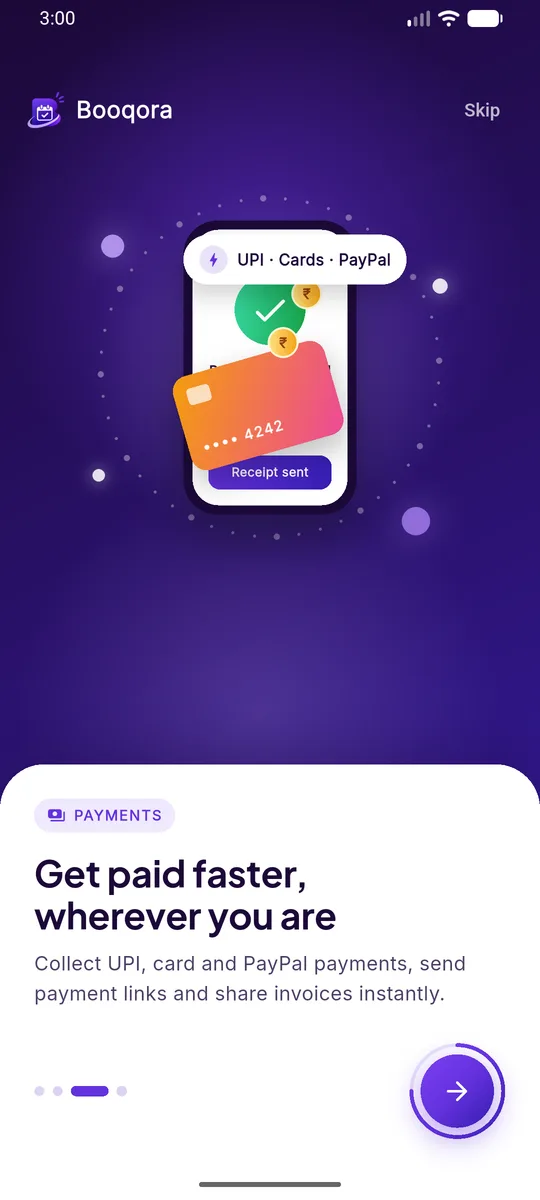 3:00
Booqora
Skip
UPI · Cards · PayPal
₹
₹
•••• 4242
Receipt sent
PAYMENTS
Get paid faster,
wherever you are
Collect UPI, card and PayPal payments, send
payment links and share invoices instantly.